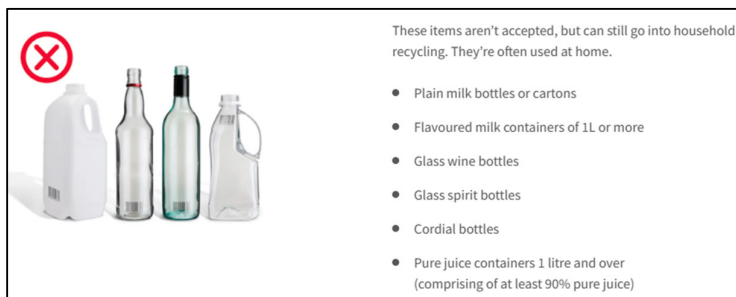 These items aren’t accepted, but can still go into household
recycling. They’re often used at home.
• Plain milk bottles or cartons
• Flavoured milk containers of 1L or more
• Glass wine bottles
• Glass spirit bottles
• Cordial bottles
• Pure juice containers 1 litre and over
(comprising of at least 90% pure juice)